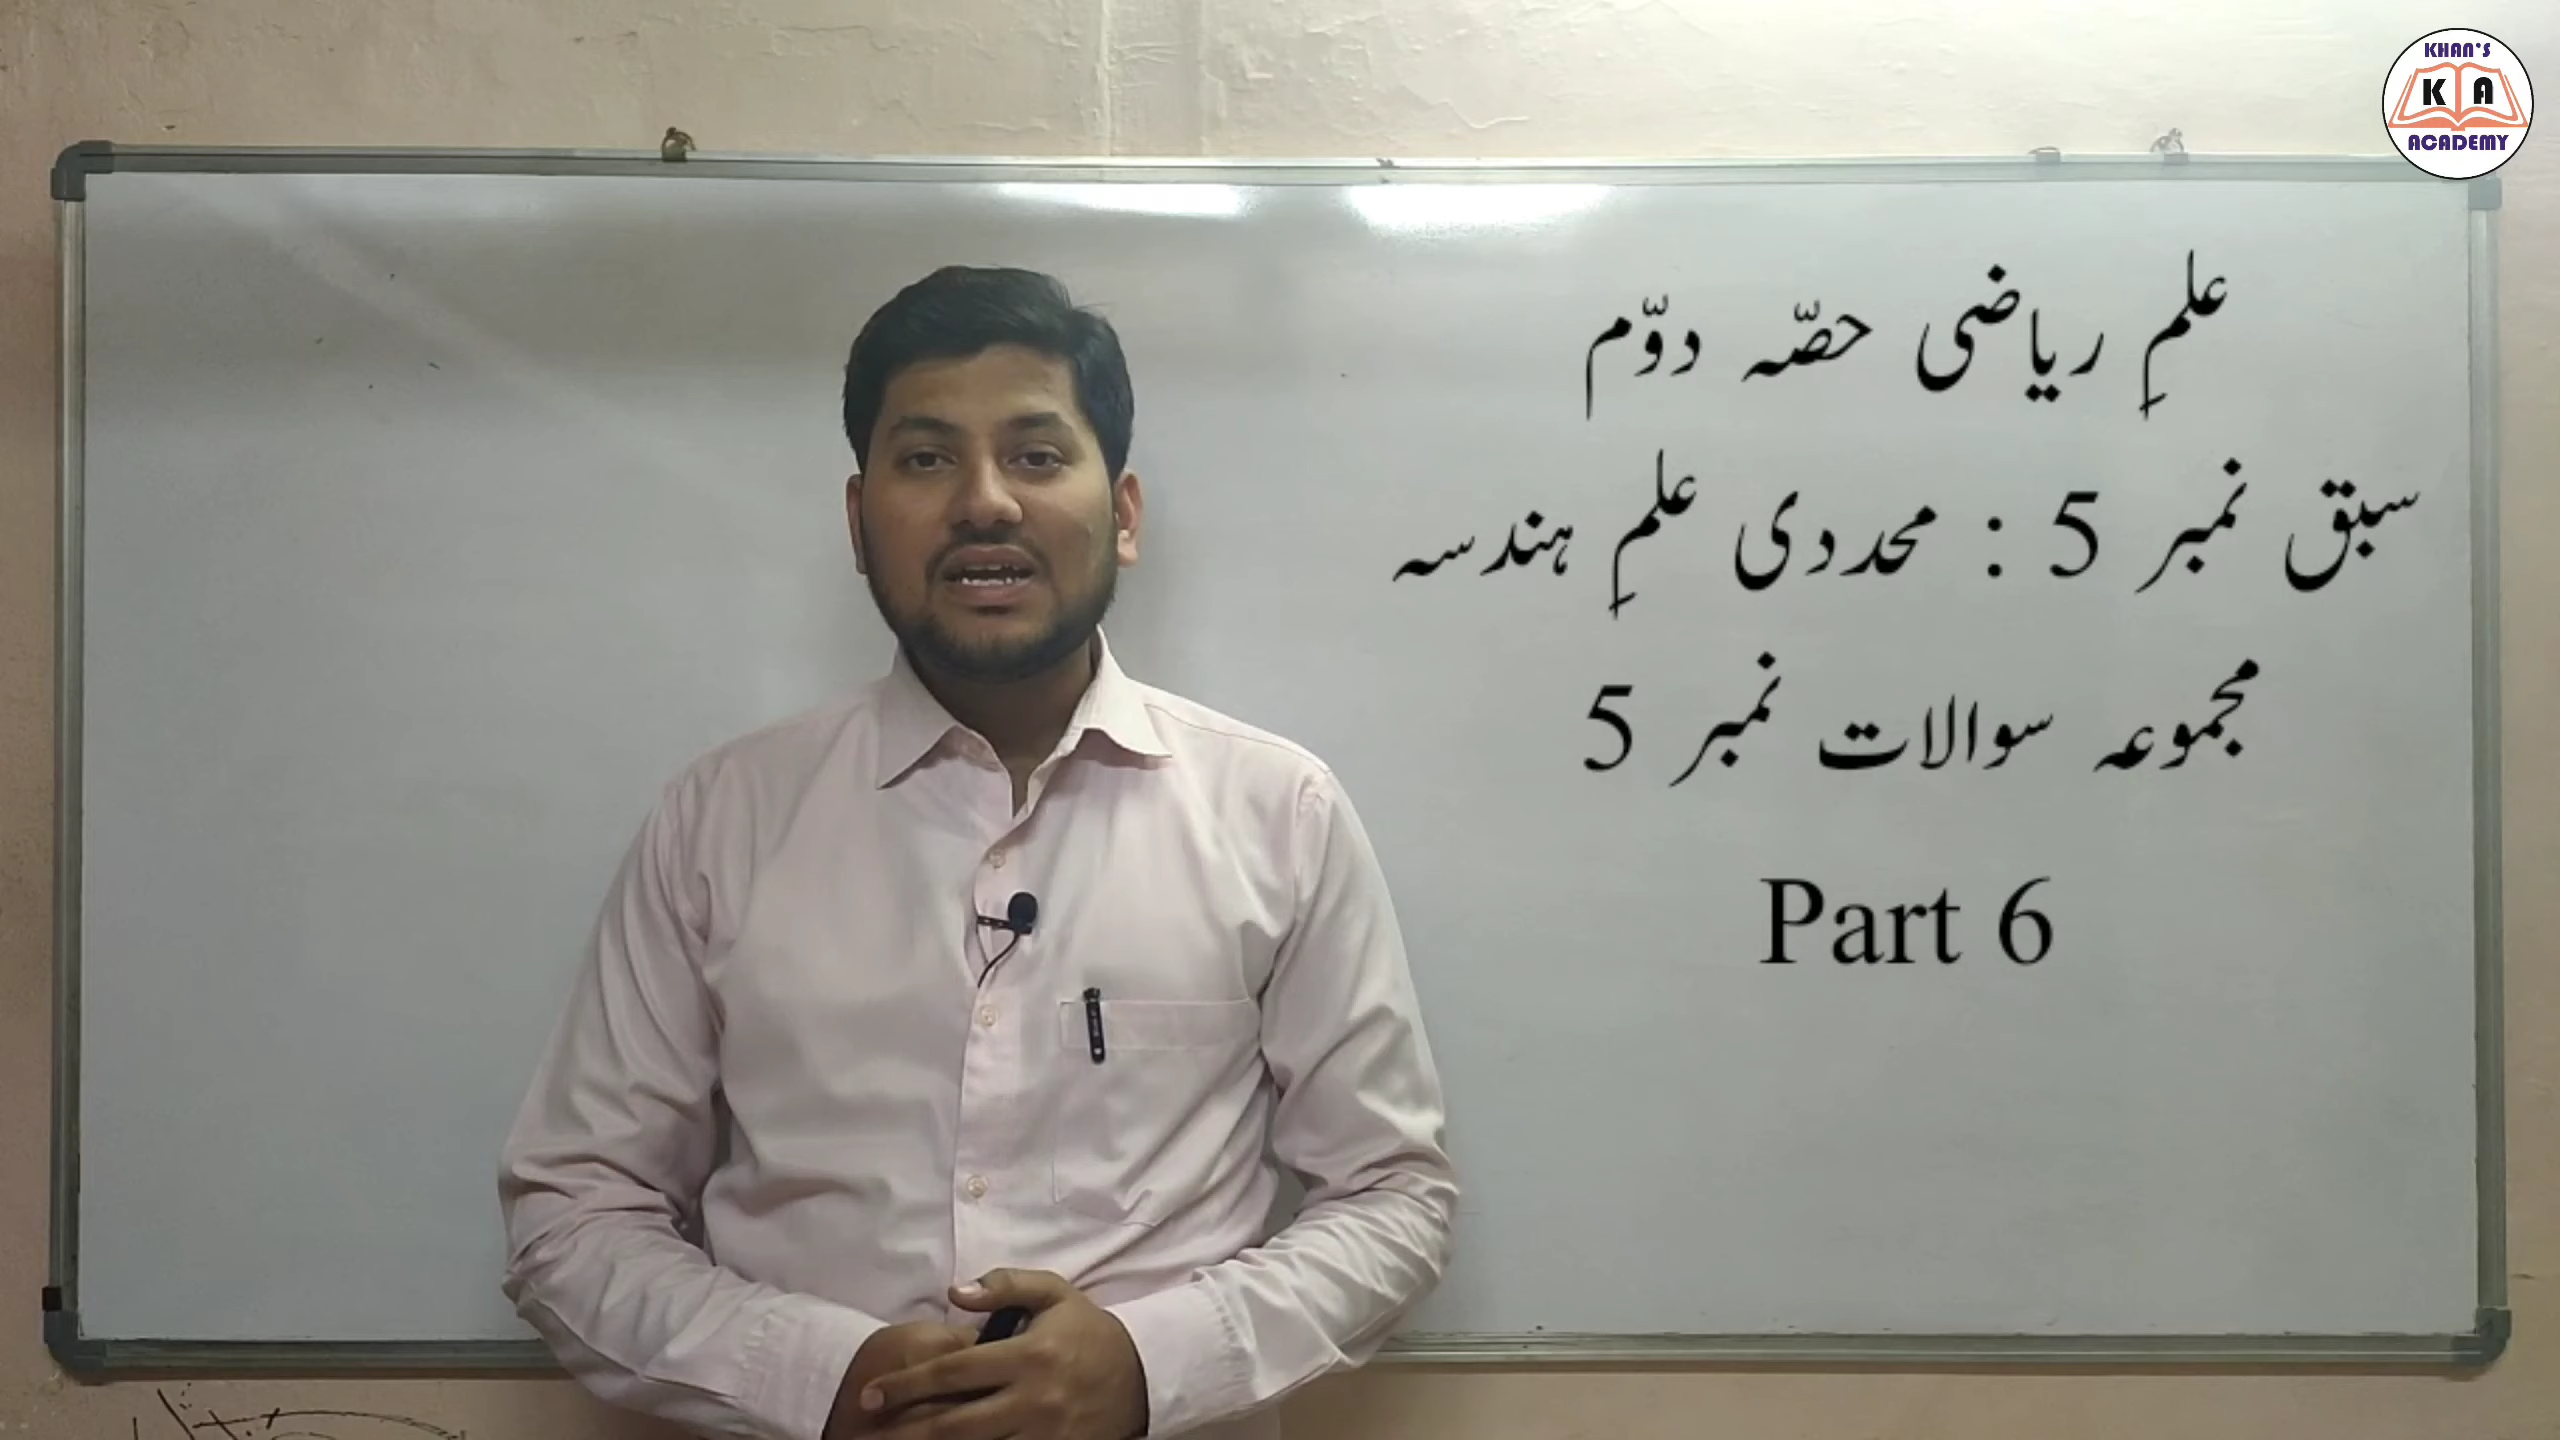 KHAN'S
K A
ACADEMY
علمِ ریاضی حصّہ دوّم
سبق نمبر 5 : محددی علمِ ہندسہ
مجموعہ سوالات نمبر 5
Part 6